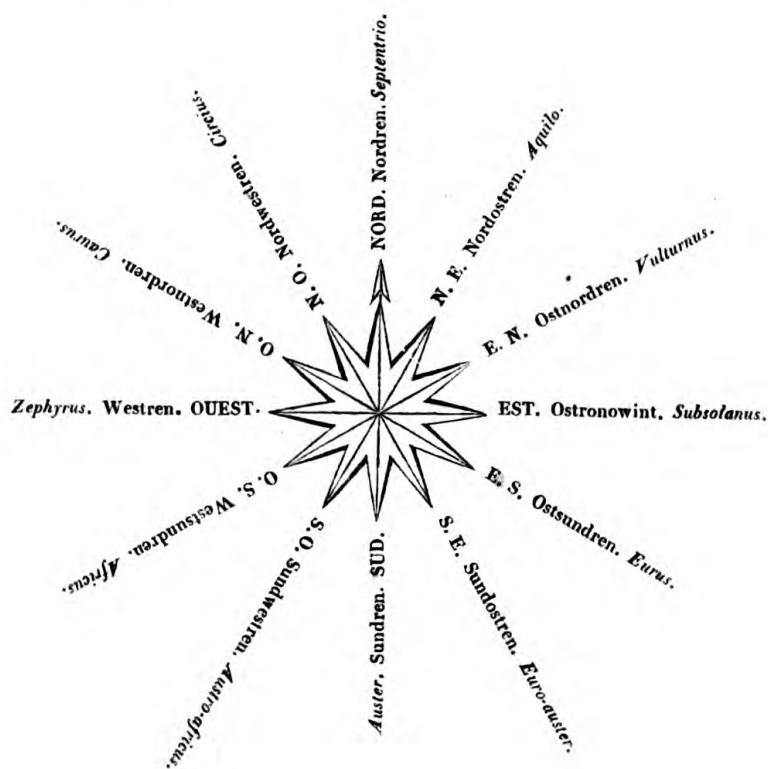 NORD. Nordren. Septentrio.
N. E. Nordostren. Aquilo.
E. N. Ostnordren. Vulturnus.
EST. Ostronowint. Subsolanus.
E. S. Ostsundren. Eurus.
S. E. Sundostren. Euro-auster.
Auster. Sundren. SUD.
S. O. Sundwestren. Austro-africus.
O. S. Westsundren. Africus.
Zephyrus. Westren. OUEST.
O. N. Westnordren. Caurus.
N. O. Nordwestren. Circius.